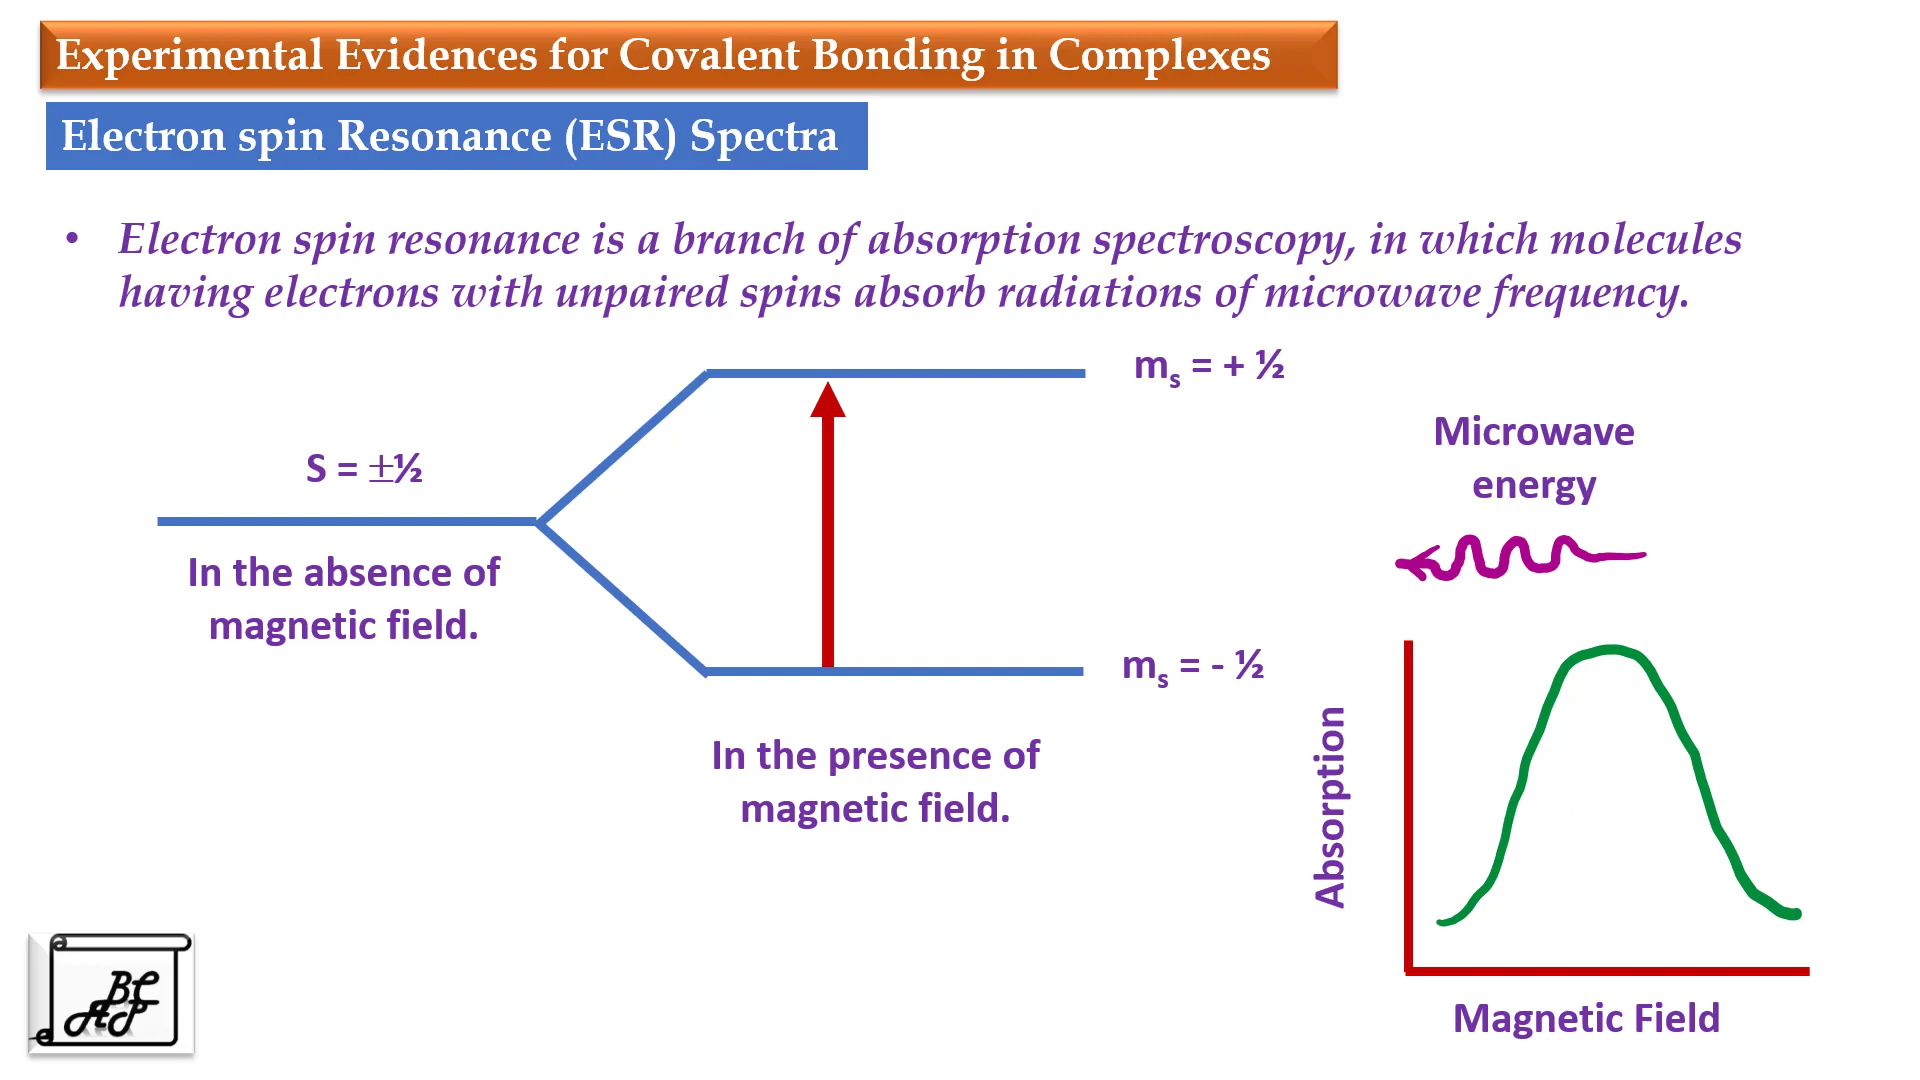 Experimental Evidences for Covalent Bonding in Complexes
Electron spin Resonance (ESR) Spectra
• Electron spin resonance is a branch of absorption spectroscopy, in which molecules
having electrons with unpaired spins absorb radiations of microwave frequency.
mₛ = + ½
S = ±½
In the absence of
magnetic field.
mₛ = - ½
In the presence of
magnetic field.
Microwave
energy
Absorption
Magnetic Field